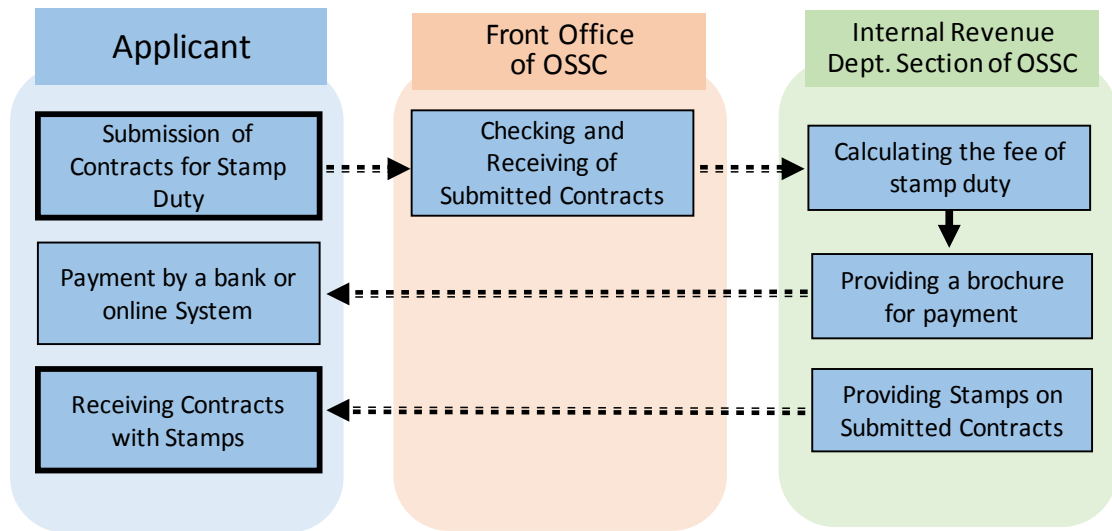 Applicant
Front Office
of OSSC
Internal Revenue
Dept. Section of OSSC
Submission of
Contracts for Stamp
Duty
Checking and
Receiving of
Submitted Contracts
Calculating the fee of
stamp duty
Payment by a bank or
online System
Providing a brochure
for payment
Receiving Contracts
with Stamps
Providing Stamps on
Submitted Contracts